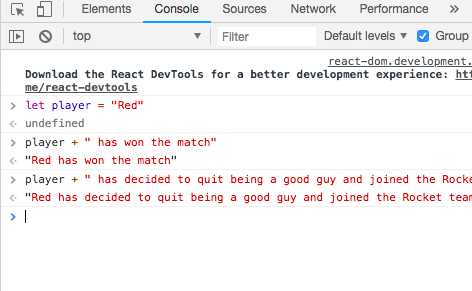 Elements Console Sources Network Performa
top Filter Default levels Group
react-dom.development.
Download the React DevTools for a better development experience: htt
me/react-devtools
let player = "Red"
undefined
player + " has won the match"
"Red has won the match"
player + " has decided to quit being a good guy and joined the Rocke
"Red has decided to quit being a good guy and joined the Rocket team